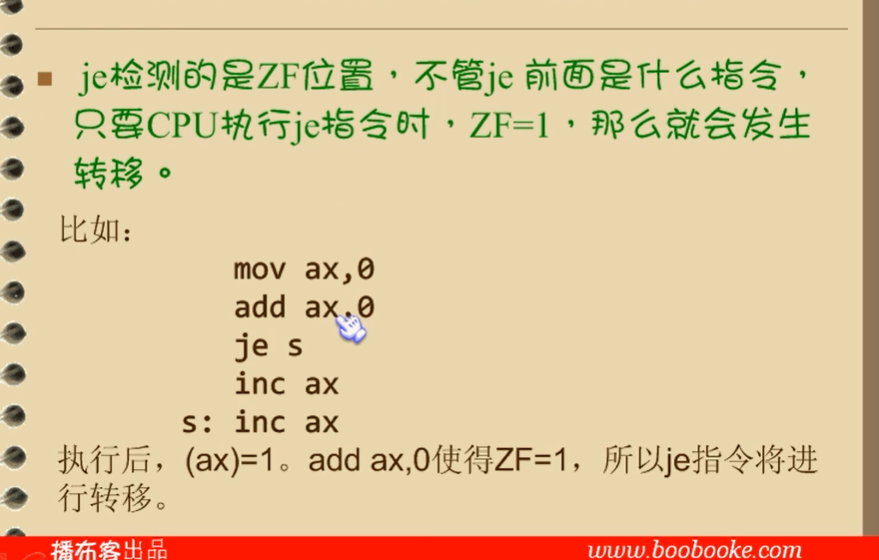 je检测的是ZF位置，不管je 前面是什么指令，
只要CPU执行je指令时，ZF=1，那么就会发生
转移。
比如：
mov ax,0
add ax,0
je s
inc ax
s: inc ax
执行后，(ax)=1。add ax,0使得ZF=1，所以je指令将进
行转移。
播布客出品
www.boobooke.com